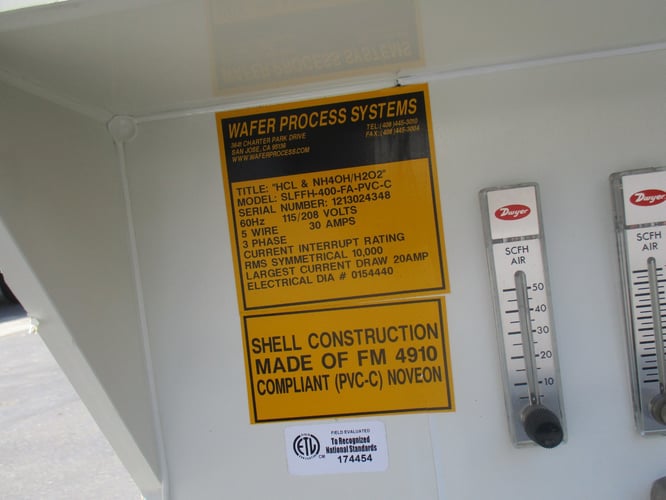 WAFER PROCESS SYSTEMS
3641 CHARTER PARK DRIVE
SAN JOSE, CA 95136
WWW.WAFERPROCESS.COM
TEL:(408)445-3010
FAX:(408)445-3004
TITLE: "HCL & NH4OH/H2O2"
MODEL: SLFFH-400-FA-PVC-C
SERIAL NUMBER: 1213024348
60Hz 115/208 VOLTS
5 WIRE 30 AMPS
3 PHASE
CURRENT INTERRUPT RATING
RMS SYMMETRICAL 10,000
LARGEST CURRENT DRAW 20AMP
ELECTRICAL DIA # 0154440
SHELL CONSTRUCTION
MADE OF FM 4910
COMPLIANT (PVC-C) NOVEON
FIELD EVALUATED
ETL
CM
To Recognized
National Standards
174454
Dwyer
SCFH
AIR
50
40
30
20
10
Dwyer
SCFH
AIR